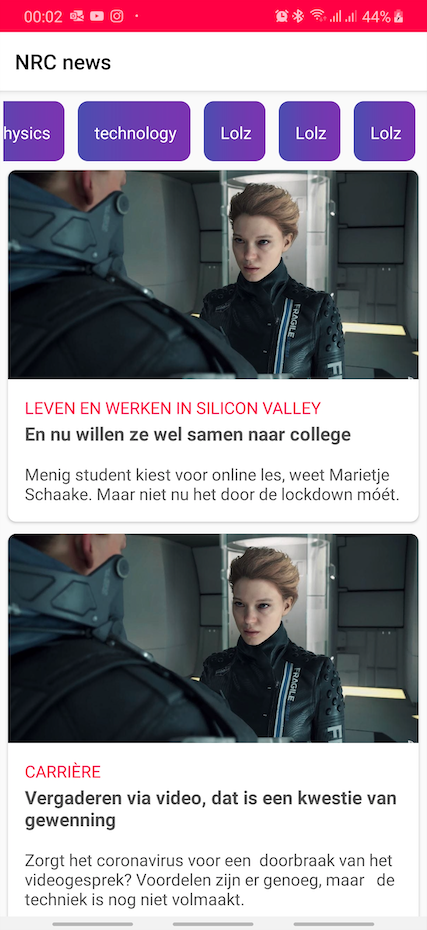 00:02 44%
NRC news
hysics technology Lolz Lolz Lolz
FRAGILE
LEVEN EN WERKEN IN SILICON VALLEY
En nu willen ze wel samen naar college
Menig student kiest voor online les, weet Marietje
Schaake. Maar niet nu het door de lockdown móét.
FRAGILE
CARRIÈRE
Vergaderen via video, dat is een kwestie van
gewenning
Zorgt het coronavirus voor een  doorbraak van het
videogesprek? Voordelen zijn er genoeg, maar   de
techniek is nog niet volmaakt.